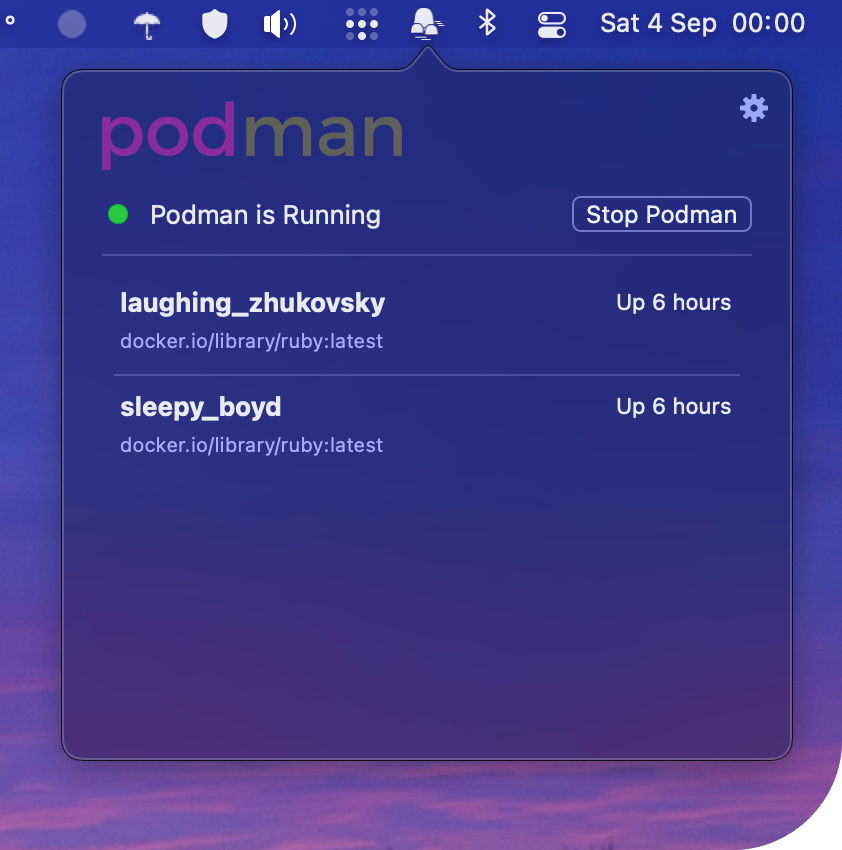 Sat 4 Sep 00:00
podman
Podman is Running
Stop Podman
laughing_zhukovsky
Up 6 hours
docker.io/library/ruby:latest
sleepy_boyd
Up 6 hours
docker.io/library/ruby:latest